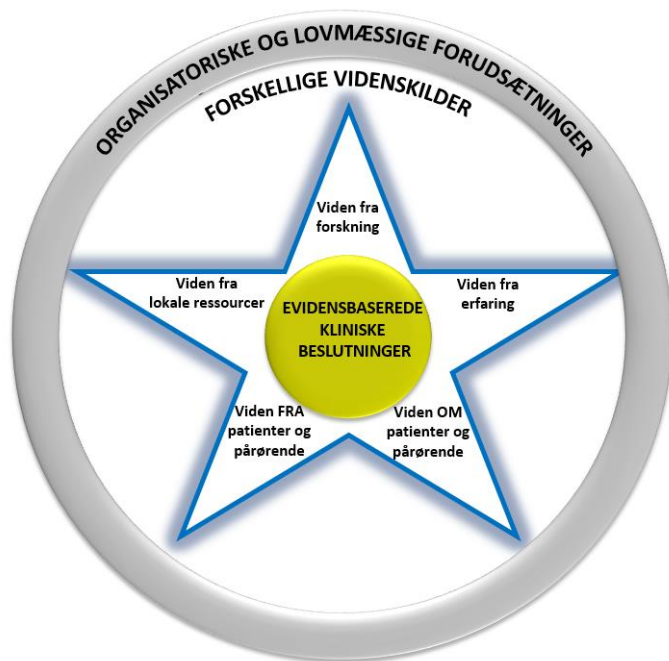 ORGANISATORISKE OG LOVMÆSSIGE FORUDSÆTNINGER
FORSKELLIGE VIDENSKILDER
Viden fra
forskning
Viden fra
lokale ressourcer
Viden fra
erfaring
EVIDENSBASEREDE
KLINISKE
BESLUTNINGER
Viden FRA
patienter og
pårørende
Viden OM
patienter og
pårørende